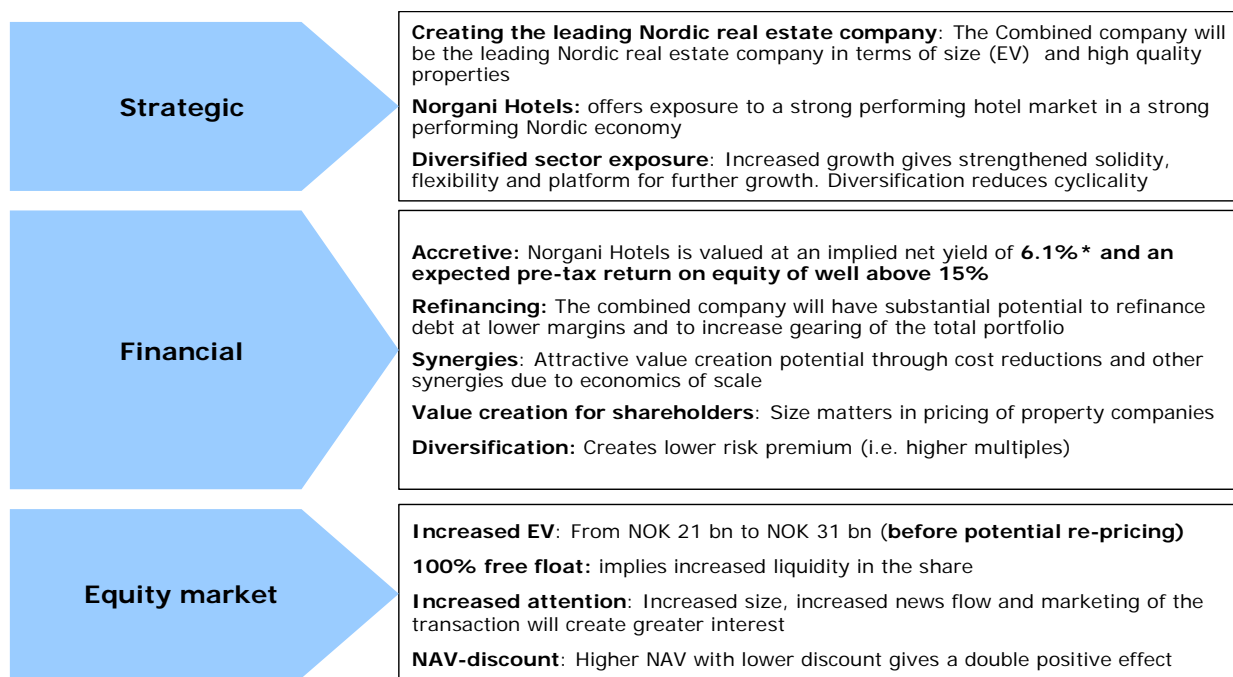 Strategic
Creating the leading Nordic real estate company: The Combined company will
be the leading Nordic real estate company in terms of size (EV) and high quality
properties
Norgani Hotels: offers exposure to a strong performing hotel market in a strong
performing Nordic economy
Diversified sector exposure: Increased growth gives strengthened solidity,
flexibility and platform for further growth. Diversification reduces cyclicality
Financial
Accretive: Norgani Hotels is valued at an implied net yield of 6.1%* and an
expected pre-tax return on equity of well above 15%
Refinancing: The combined company will have substantial potential to refinance
debt at lower margins and to increase gearing of the total portfolio
Synergies: Attractive value creation potential through cost reductions and other
synergies due to economics of scale
Value creation for shareholders: Size matters in pricing of property companies
Diversification: Creates lower risk premium (i.e. higher multiples)
Equity market
Increased EV: From NOK 21 bn to NOK 31 bn (before potential re-pricing)
100% free float: implies increased liquidity in the share
Increased attention: Increased size, increased news flow and marketing of the
transaction will create greater interest
NAV-discount: Higher NAV with lower discount gives a double positive effect